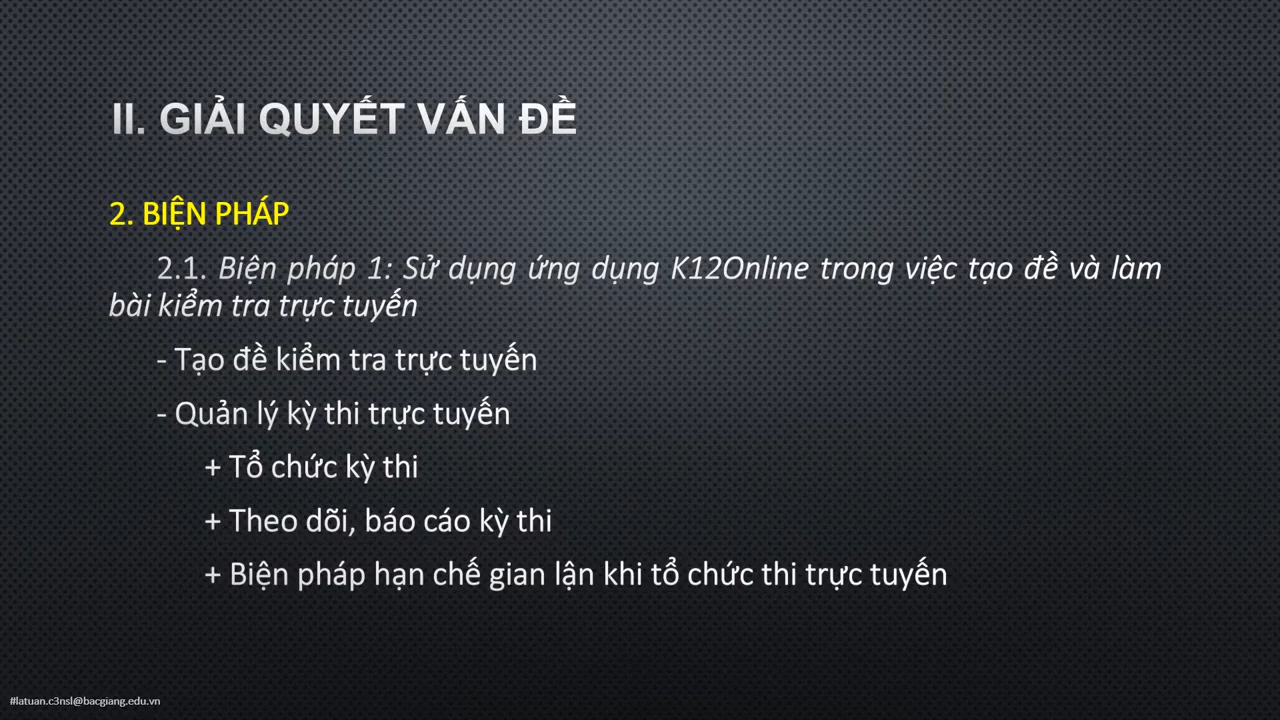 II. GIẢI QUYẾT VẤN ĐỀ
2. BIỆN PHÁP
2.1. Biện pháp 1: Sử dụng ứng dụng K12Online trong việc tạo đề và làm
bài kiểm tra trực tuyến
- Tạo đề kiểm tra trực tuyến
- Quản lý kỳ thi trực tuyến
+ Tổ chức kỳ thi
+ Theo dõi, báo cáo kỳ thi
+ Biện pháp hạn chế gian lận khi tổ chức thi trực tuyến
#latuan.c3nsl@bacgiang.edu.vn